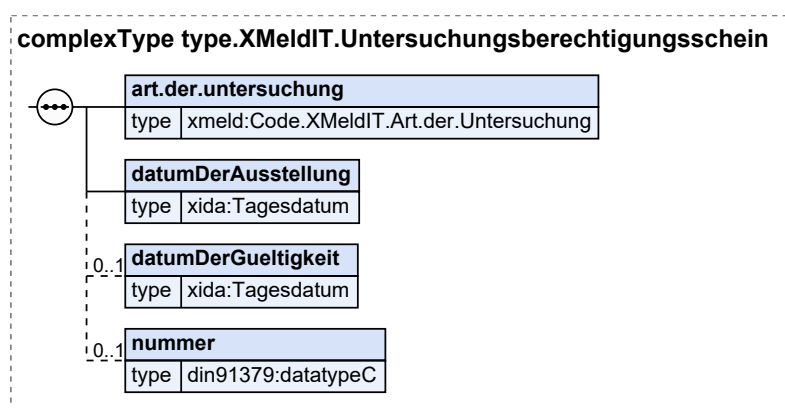 complexType type.XMeldIT.Untersuchungsberechtigungsschein
art.der.untersuchung
type xmeld:Code.XMeldIT.Art.der.Untersuchung
datumDerAusstellung
type xida:Tagesdatum
0..1 datumDerGueltigkeit
type xida:Tagesdatum
0..1 nummer
type din91379:datatypeC